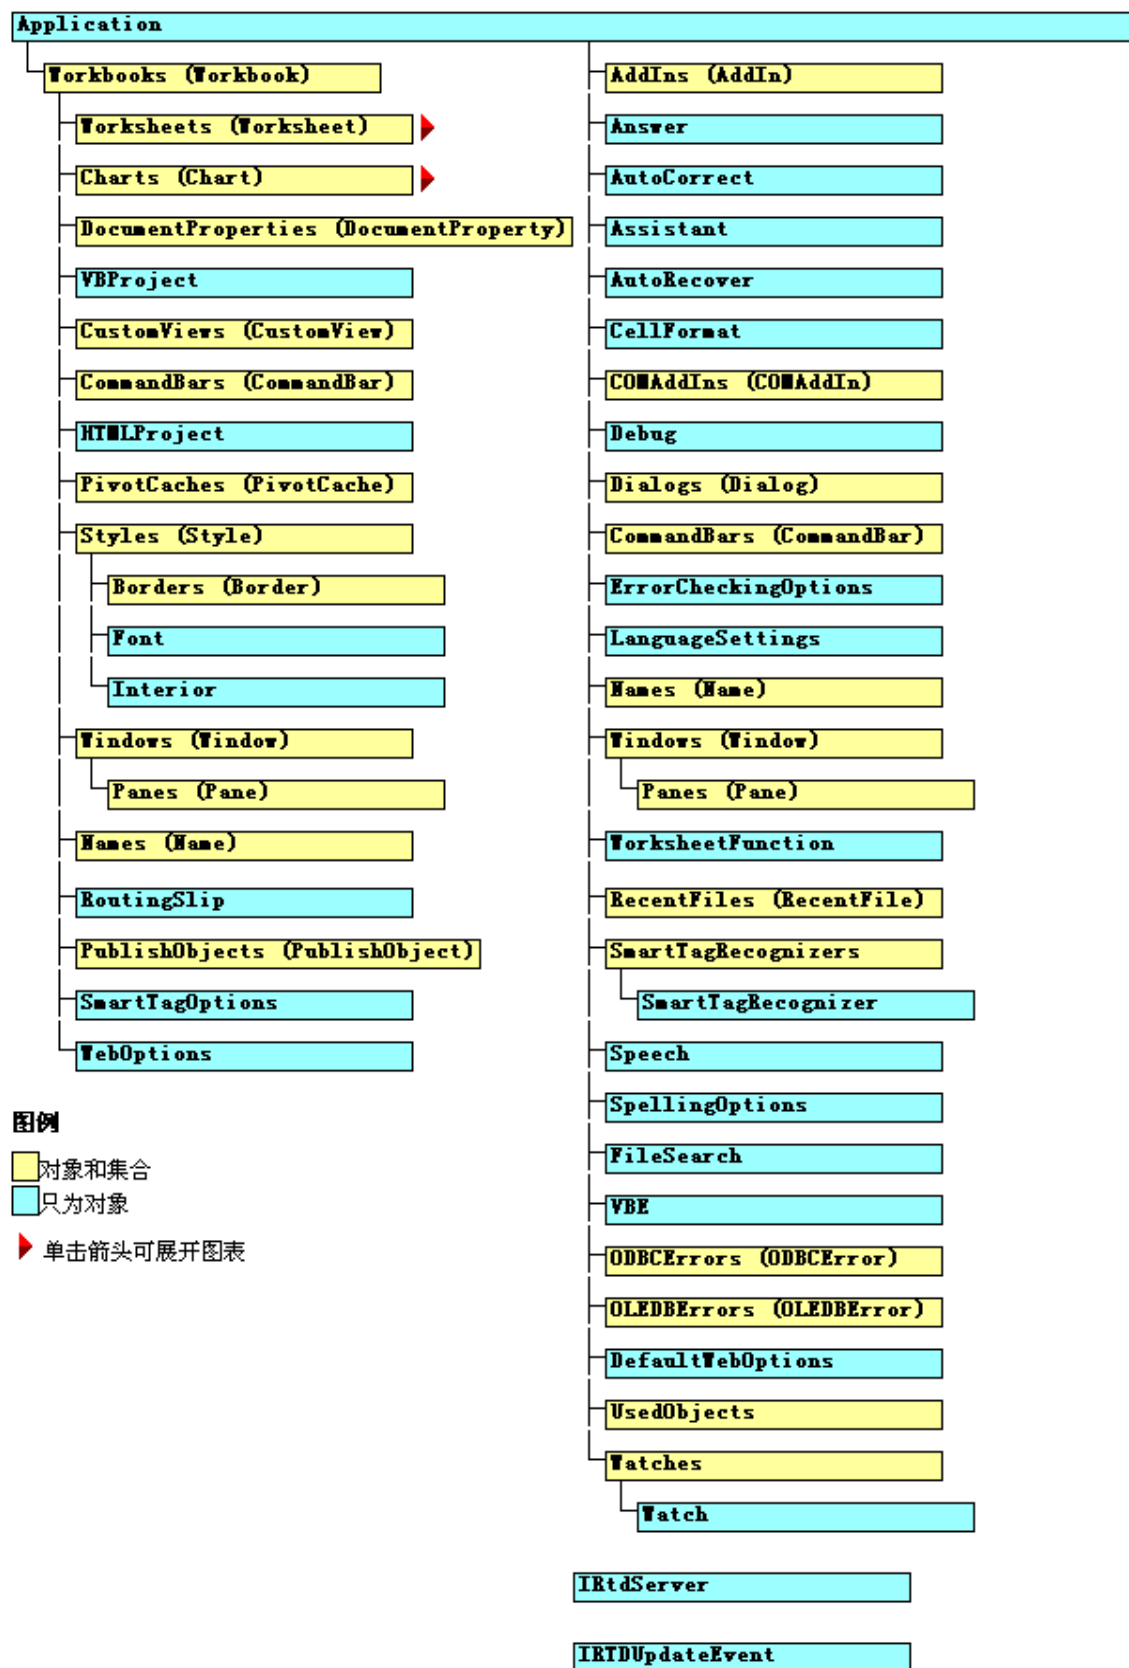 Application
Workbooks (Workbook)
Worksheets (Worksheet)
Charts (Chart)
DocumentProperties (DocumentProperty)
VBProject
CustomViews (CustomView)
CommandBars (CommandBar)
HTMLProject
PivotCaches (PivotCache)
Styles (Style)
Borders (Border)
Font
Interior
Windows (Window)
Panes (Pane)
Names (Name)
RoutingSlip
PublishObjects (PublishObject)
SmartTagOptions
WebOptions
图例
对象和集合
只为对象
单击箭头可展开图表
AddIns (AddIn)
Answer
AutoCorrect
Assistant
AutoRecover
CellFormat
COMAddIns (COMAddIn)
Debug
Dialogs (Dialog)
CommandBars (CommandBar)
ErrorCheckingOptions
LanguageSettings
Names (Name)
Windows (Window)
Panes (Pane)
WorksheetFunction
RecentFiles (RecentFile)
SmartTagRecognizers
SmartTagRecognizer
Speech
SpellingOptions
FileSearch
VBE
ODBCErrors (ODBCError)
OLEDBErrors (OLEDBError)
DefaultWebOptions
UsedObjects
Watches
Watch
IRtdServer
IRTDUpdateEvent